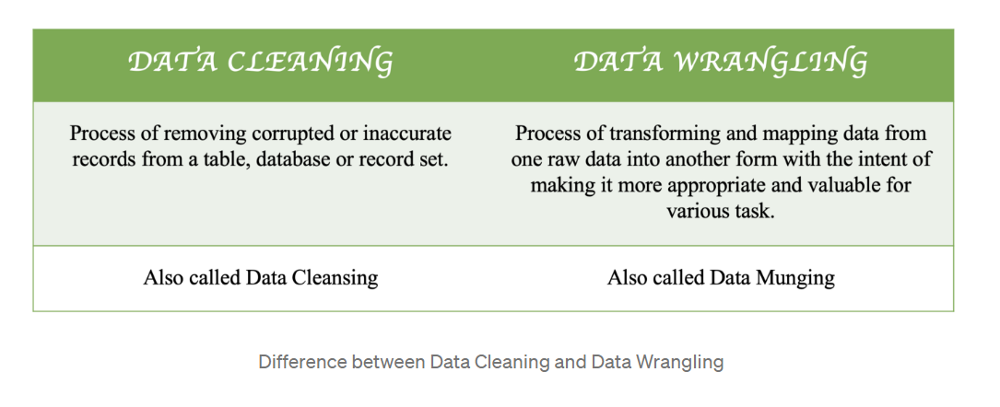 DATA CLEANING
DATA WRANGLING
Process of removing corrupted or inaccurate
records from a table, database or record set.
Process of transforming and mapping data from
one raw data into another form with the intent of
making it more appropriate and valuable for
various task.
Also called Data Cleansing
Also called Data Munging
Difference between Data Cleaning and Data Wrangling